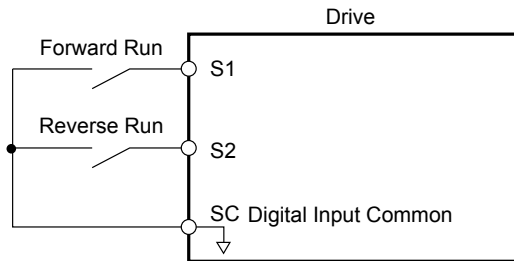 Drive
Forward Run
S1
Reverse Run
S2
SC Digital Input Common